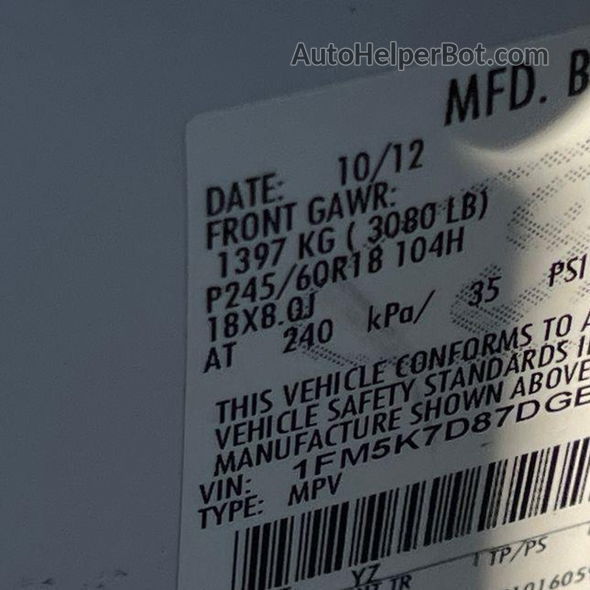 AutoHelperBot.com
MFD. B
DATE: 10/12
FRONT GAWR:
1397 KG ( 3080 LB)
P245/60R18 104H
18X8.0J
AT 240 kPa/ 35 PSI
THIS VEHICLE CONFORMS TO A
VEHICLE SAFETY STANDARDS I
MANUFACTURE SHOWN ABOVE
VIN: 1FM5K7D87DGE
TYPE: MPV
YZ
TR
TP/PS